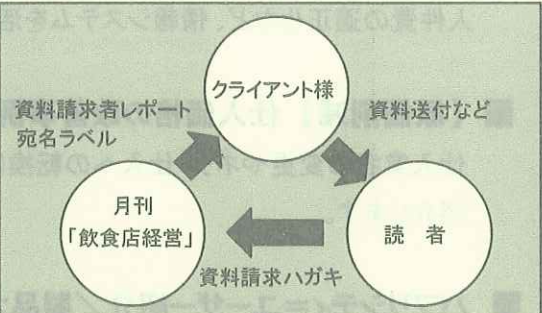 クライアント様
資料請求者レポート
宛名ラベル
資料送付など
月刊
「飲食店経営」
読 者
資料請求ハガキ